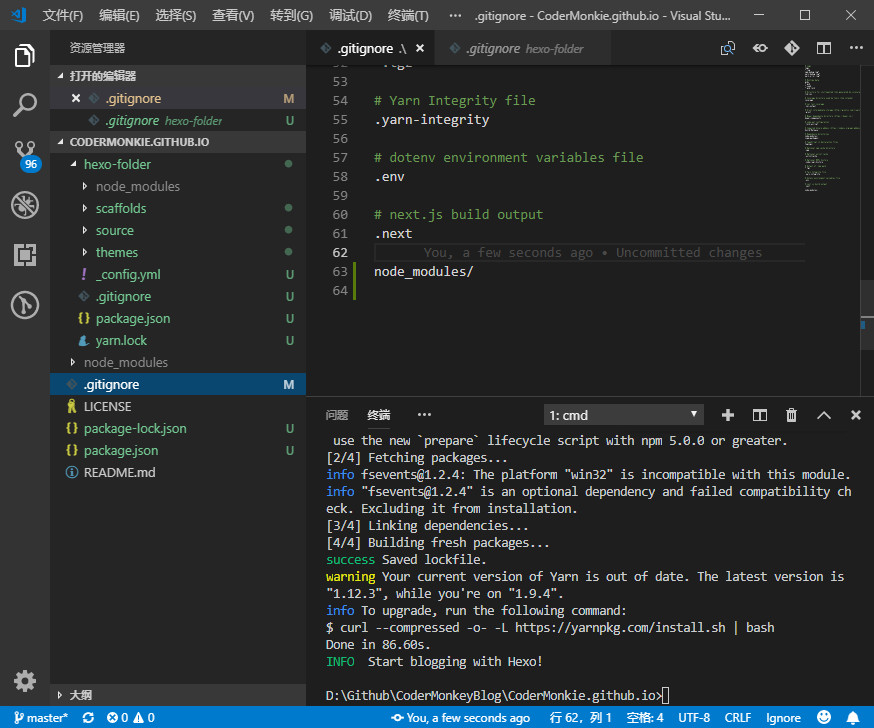 文件(F) 编辑(E) 选择(S) 查看(V) 转到(G) 调试(D) 终端(T) ··· .gitignore - CoderMonkie.github.io - Visual Stu...
资源管理器
打开的编辑器
.gitignore M
.gitignore hexo-folder U
CODERMONKIE.GITHUB.IO
hexo-folder
node_modules
scaffolds
source
themes
_config.yml U
.gitignore U
package.json U
yarn.lock U
node_modules
.gitignore M
LICENSE
package-lock.json U
package.json U
README.md
大纲
96
.gitignore .\
.gitignore hexo-folder
53
54 # Yarn Integrity file
55 .yarn-integrity
56
57 # dotenv environment variables file
58 .env
59
60 # next.js build output
61 .next
62 You, a few seconds ago • Uncommitted changes
63 node_modules/
64
问题 终端 ··· 1: cmd
use the new `prepare` lifecycle script with npm 5.0.0 or greater.
[2/4] Fetching packages...
info fsevents@1.2.4: The platform "win32" is incompatible with this module.
info "fsevents@1.2.4" is an optional dependency and failed compatibility ch
eck. Excluding it from installation.
[3/4] Linking dependencies...
[4/4] Building fresh packages...
success Saved lockfile.
warning Your current version of Yarn is out of date. The latest version is
"1.12.3", while you're on "1.9.4".
info To upgrade, run the following command:
$ curl --compressed -o- -L https://yarnpkg.com/install.sh | bash
Done in 86.60s.
INFO Start blogging with Hexo!
D:\Github\CoderMonkeyBlog\CoderMonkie.github.io>
master* 0 0 You, a few seconds ago 行 62，列 1 空格: 4 UTF-8 CRLF Ignore